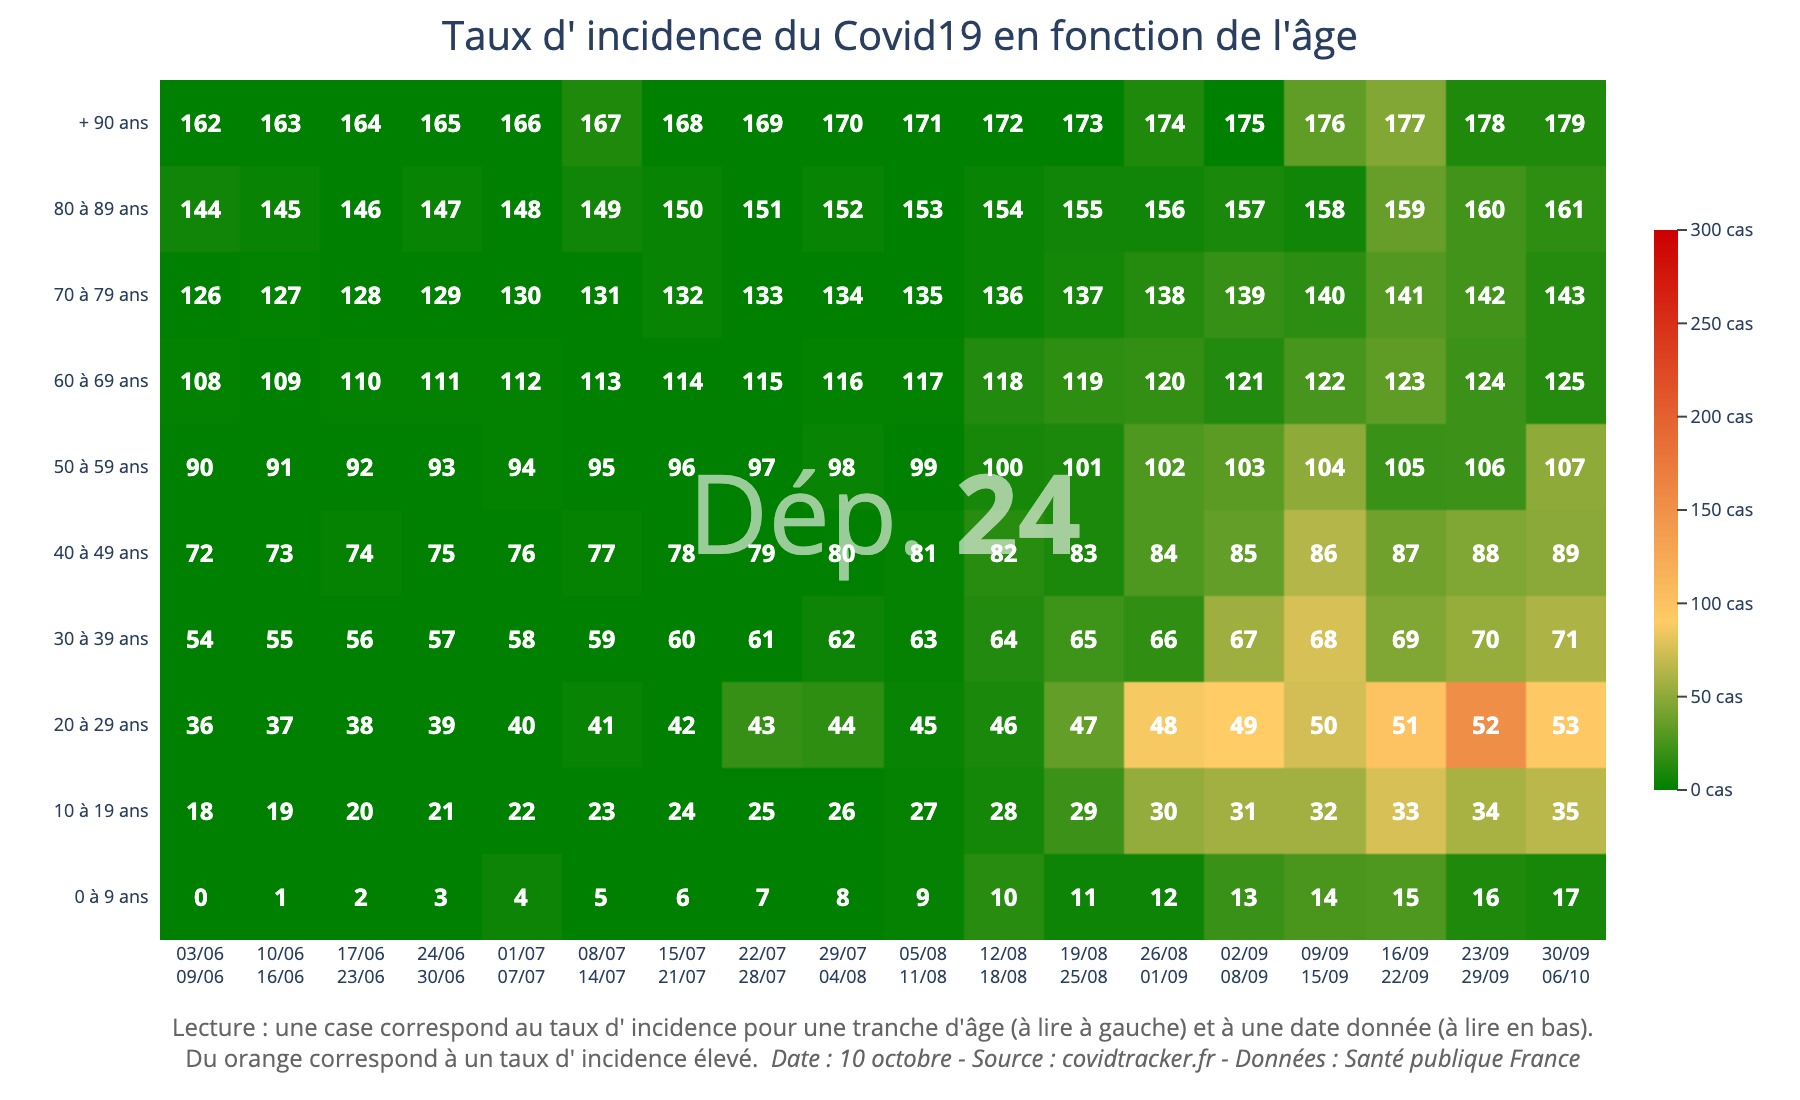 Taux d' incidence du Covid19 en fonction de l'âge
+ 90 ans 162 163 164 165 166 167 168 169 170 171 172 173 174 175 176 177 178 179
80 à 89 ans 144 145 146 147 148 149 150 151 152 153 154 155 156 157 158 159 160 161
300 cas
70 à 79 ans 126 127 128 129 130 131 132 133 134 135 136 137 138 139 140 141 142 143
250 cas
60 à 69 ans 108 109 110 111 112 113 114 115 116 117 118 119 120 121 122 123 124 125
200 cas
50 à 59 ans 90 91 92 93 94 95 96 97 98 99 100 101 102 103 104 105 106 107
150 cas
Dép. 24
40 à 49 ans 72 73 74 75 76 77 78 79 80 81 82 83 84 85 86 87 88 89
100 cas
30 à 39 ans 54 55 56 57 58 59 60 61 62 63 64 65 66 67 68 69 70 71
50 cas
20 à 29 ans 36 37 38 39 40 41 42 43 44 45 46 47 48 49 50 51 52 53
0 cas
10 à 19 ans 18 19 20 21 22 23 24 25 26 27 28 29 30 31 32 33 34 35
0 à 9 ans 0 1 2 3 4 5 6 7 8 9 10 11 12 13 14 15 16 17
03/06 10/06 17/06 24/06 01/07 08/07 15/07 22/07 29/07 05/08 12/08 19/08 26/08 02/09 09/09 16/09 23/09 30/09
09/06 16/06 23/06 30/06 07/07 14/07 21/07 28/07 04/08 11/08 18/08 25/08 01/09 08/09 15/09 22/09 29/09 06/10
Lecture : une case correspond au taux d' incidence pour une tranche d'âge (à lire à gauche) et à une date donnée (à lire en bas).
Du orange correspond à un taux d' incidence élevé. Date : 10 octobre - Source : covidtracker.fr - Données : Santé publique France